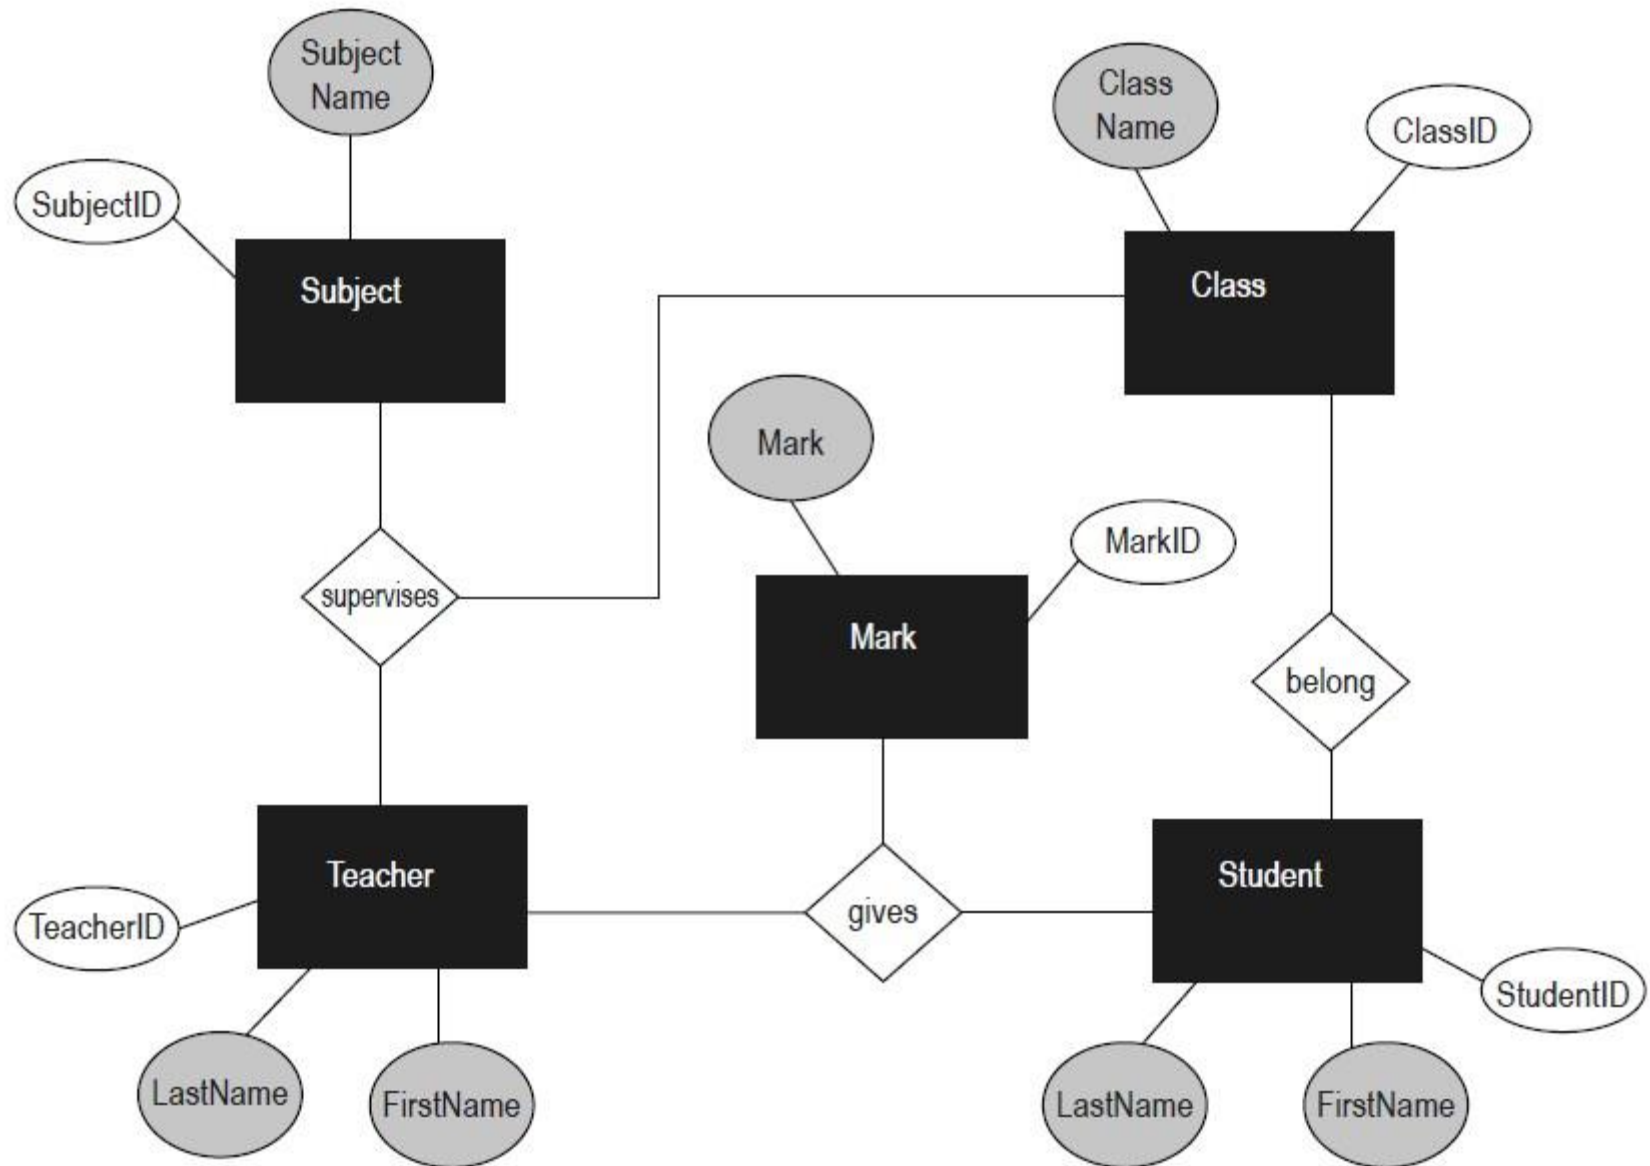 Subject
Name
Class
Name
ClassID
SubjectID
Subject
Class
Mark
MarkID
supervises
Mark
belong
Teacher
Student
TeacherID
gives
StudentID
LastName
FirstName
LastName
FirstName